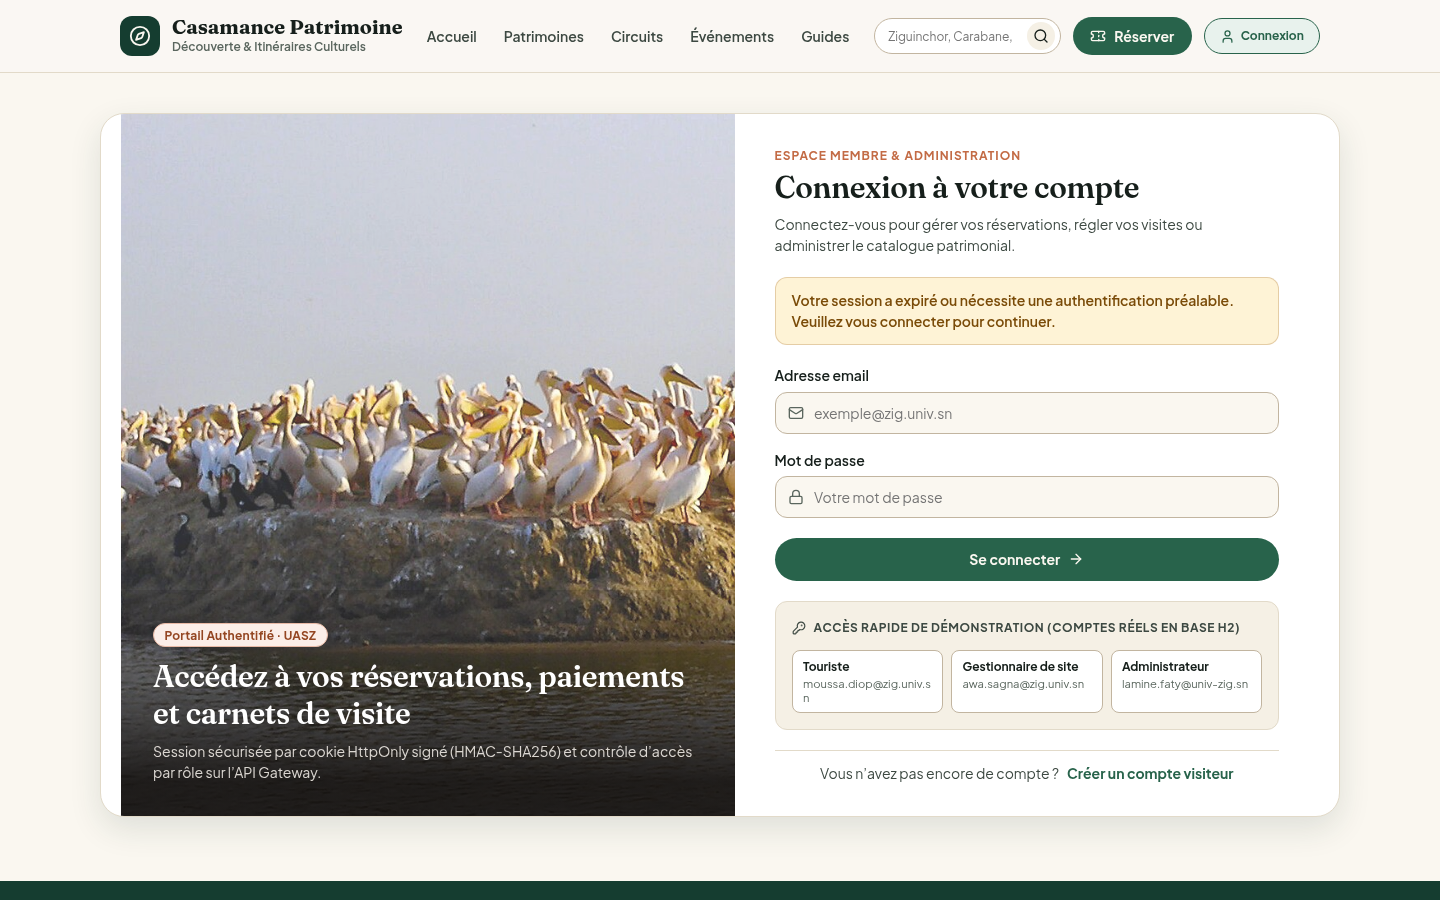 Casamance Patrimoine
Découverte & Itinéraires Culturels
Accueil
Patrimoines
Circuits
Événements
Guides
Ziguinchor, Carabane,
Réserver
Connexion
Portail Authentifié · UASZ
Accédez à vos réservations, paiements
et carnets de visite
Session sécurisée par cookie HttpOnly signé (HMAC-SHA256) et contrôle d’accès
par rôle sur l’API Gateway.
ESPACE MEMBRE & ADMINISTRATION
Connexion à votre compte
Connectez-vous pour gérer vos réservations, régler vos visites ou
administrer le catalogue patrimonial.
Votre session a expiré ou nécessite une authentification préalable.
Veuillez vous connecter pour continuer.
Adresse email
exemple@zig.univ.sn
Mot de passe
Votre mot de passe
Se connecter
ACCÈS RAPIDE DE DÉMONSTRATION (COMPTES RÉELS EN BASE H2)
Touriste
moussa.diop@zig.univ.s
n
Gestionnaire de site
awa.sagna@zig.univ.sn
Administrateur
lamine.faty@univ-zig.sn
Vous n’avez pas encore de compte ? Créer un compte visiteur